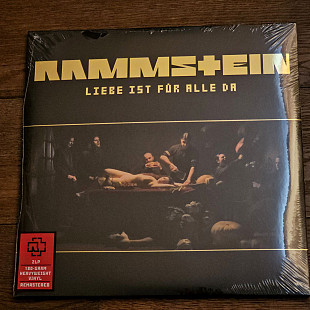 RAMMSTEIN
LIEBE IST FÜR ALLE DA
2LP
180-GRAM
HEAVYWEIGHT
VINYL
REMASTERED